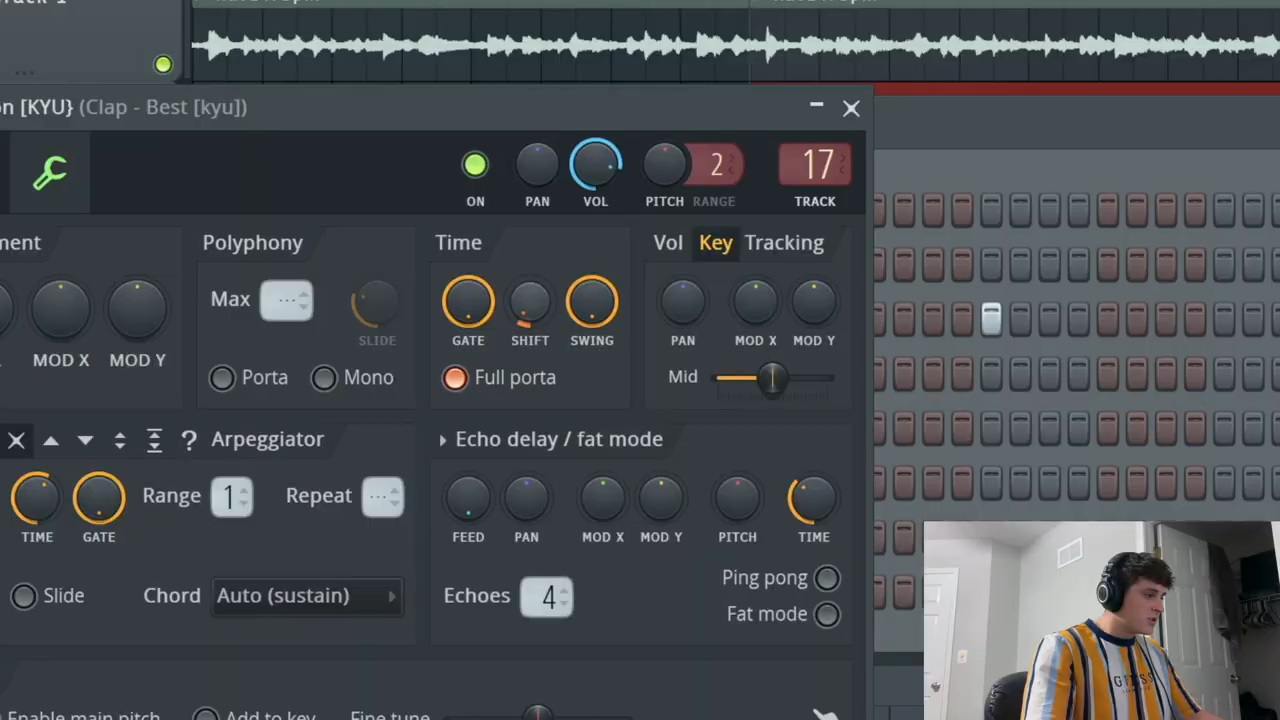 on [KYU} (Clap - Best [kyu])
2
17
ON PAN VOL PITCH RANGE TRACK
ment
Polyphony
Time
Vol Key Tracking
Max
SLIDE
GATE SHIFT SWING
PAN MOD X MOD Y
MOD X MOD Y
Porta Mono
Full porta
Mid
? Arpeggiator
Echo delay / fat mode
Range 1 Repeat
TIME GATE
FEED PAN MOD X MOD Y PITCH TIME
Slide Chord Auto (sustain)
Echoes 4
Ping pong
Fat mode
Enable main pitch Add to key Fine tune